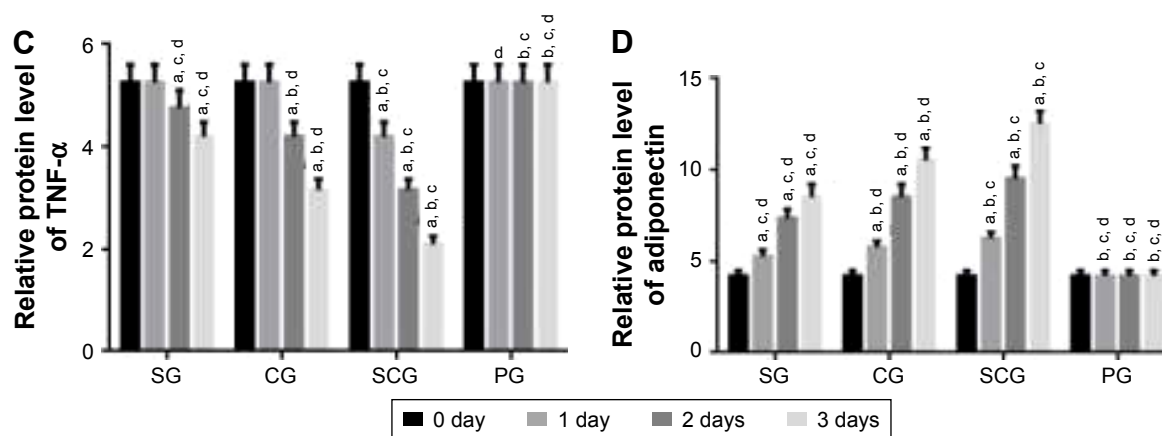 C
Relative protein level
of TNF-α
6
4
2
0
a, c, d
a, c, d
a, b, d
a, b, d
a, b, c
a, b, c
a, b, c
d
b, c
b, c, d
SG
CG
SCG
PG
D
Relative protein level
of adiponectin
15
10
5
0
a, c, d
a, c, d
a, c, d
a, b, d
a, b, d
a, b, d
a, b, c
a, b, c
a, b, c
b, c, d
b, c, d
b, c, d
SG
CG
SCG
PG
0 day
1 day
2 days
3 days